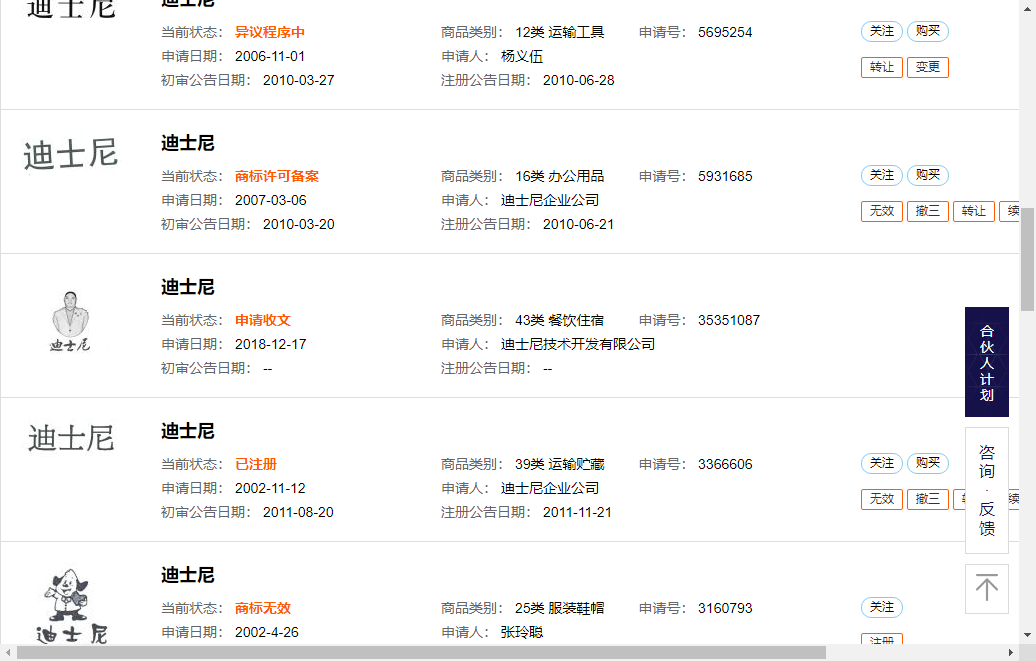 迪士尼
迪士尼
当前状态： 异议程序中 商品类别： 12类 运输工具 申请号： 5695254 关注 购买
申请日期： 2006-11-01 申请人： 杨义伍
初审公告日期： 2010-03-27 注册公告日期： 2010-06-28 转让 变更
迪士尼
迪士尼
当前状态： 商标许可备案 商品类别： 16类 办公用品 申请号： 5931685 关注 购买
申请日期： 2007-03-06 申请人： 迪士尼企业公司
初审公告日期： 2010-03-20 注册公告日期： 2010-06-21 无效 撤三 转让 续
迪士尼
当前状态： 申请收文 商品类别： 43类 餐饮住宿 申请号： 35351087
申请日期： 2018-12-17 申请人： 迪士尼技术开发有限公司
初审公告日期： -- 注册公告日期： --
迪士尼
合伙人计划
迪士尼
迪士尼
当前状态： 已注册 商品类别： 39类 运输贮藏 申请号： 3366606 关注 购买
申请日期： 2002-11-12 申请人： 迪士尼企业公司
初审公告日期： 2011-08-20 注册公告日期： 2011-11-21 无效 撤三 续
咨询·反馈
迪士尼
当前状态： 商标无效 商品类别： 25类 服装鞋帽 申请号： 3160793 关注
申请日期： 2002-4-26 申请人： 张玲聪
迪士尼 注册